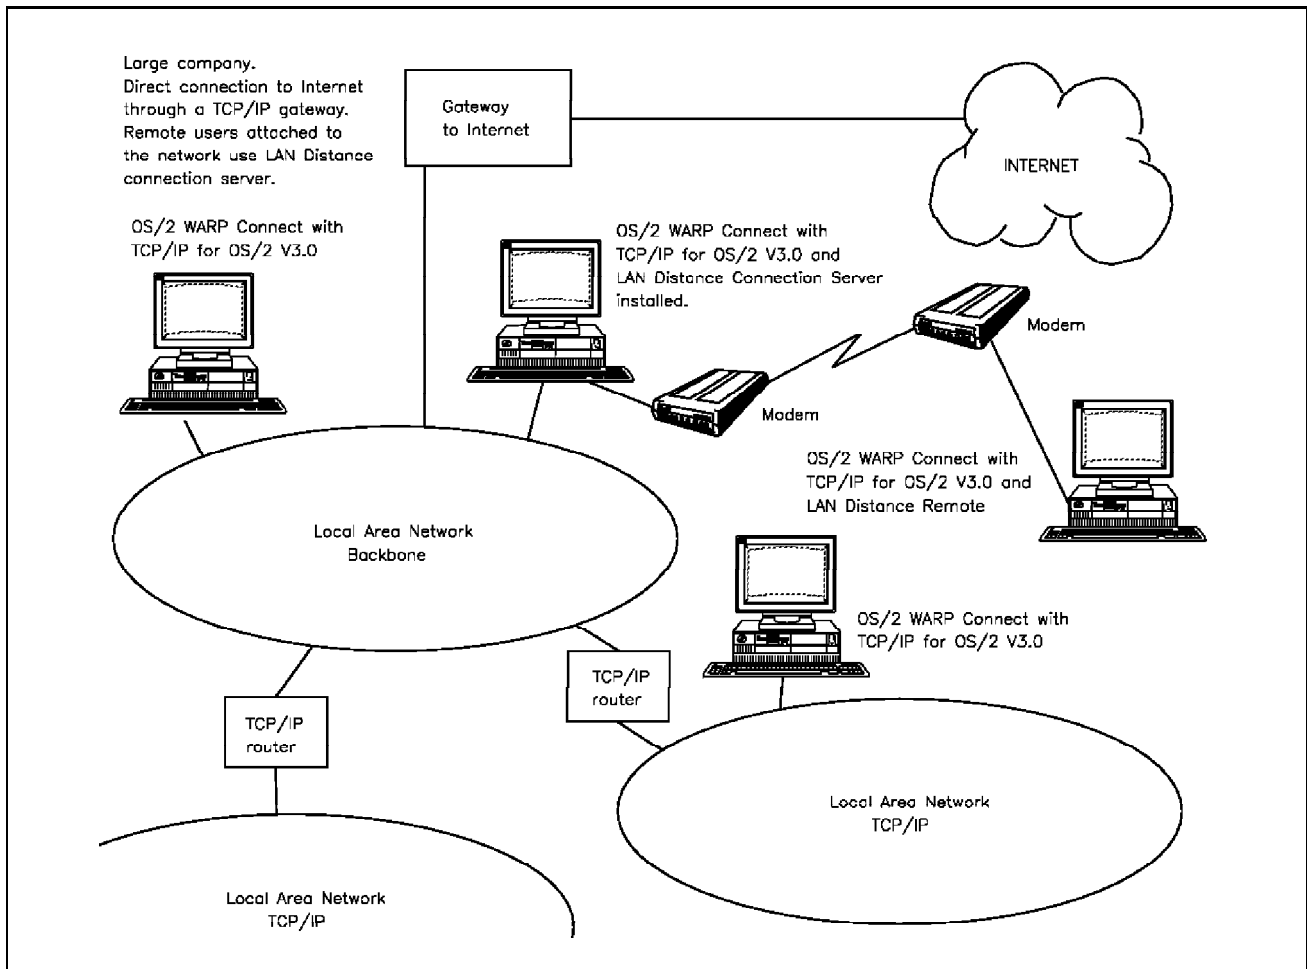 Large company.
Direct connection to Internet
through a TCP/IP gateway.
Remote users attached to
the network use LAN Distance
connection server.
Gateway
to Internet
INTERNET
OS/2 WARP Connect with
TCP/IP for OS/2 V3.0
OS/2 WARP Connect with
TCP/IP for OS/2 V3.0 and
LAN Distance Connection Server
installed.
Modem
Modem
OS/2 WARP Connect with
TCP/IP for OS/2 V3.0 and
LAN Distance Remote
Local Area Network
Backbone
OS/2 WARP Connect with
TCP/IP for OS/2 V3.0
TCP/IP
router
TCP/IP
router
Local Area Network
TCP/IP
Local Area Network
TCP/IP